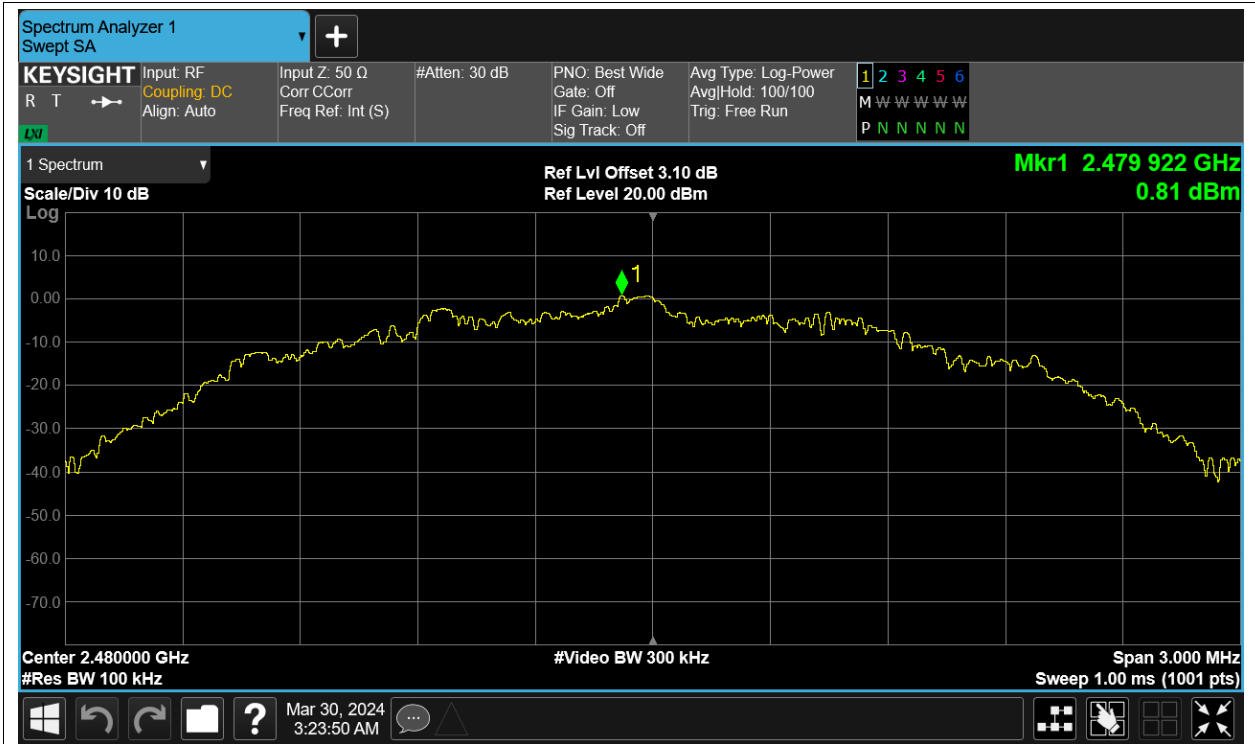 Spectrum Analyzer 1
Swept SA
+
KEYSIGHT
R T
LXI
Input: RF
Coupling: DC
Align: Auto
Input Z: 50 Ω
Corr CCorr
Freq Ref: Int (S)
#Atten: 30 dB
PNO: Best Wide
Gate: Off
IF Gain: Low
Sig Track: Off
Avg Type: Log-Power
Avg|Hold: 100/100
Trig: Free Run
1 2 3 4 5 6
M W W W W W
P N N N N N
1 Spectrum
Scale/Div 10 dB
Log
Ref Lvl Offset 3.10 dB
Ref Level 20.00 dBm
Mkr1 2.479 922 GHz
0.81 dBm
10.0
0.00
-10.0
-20.0
-30.0
-40.0
-50.0
-60.0
-70.0
1
Center 2.480000 GHz
#Res BW 100 kHz
#Video BW 300 kHz
Span 3.000 MHz
Sweep 1.00 ms (1001 pts)
?
Mar 30, 2024
3:23:50 AM